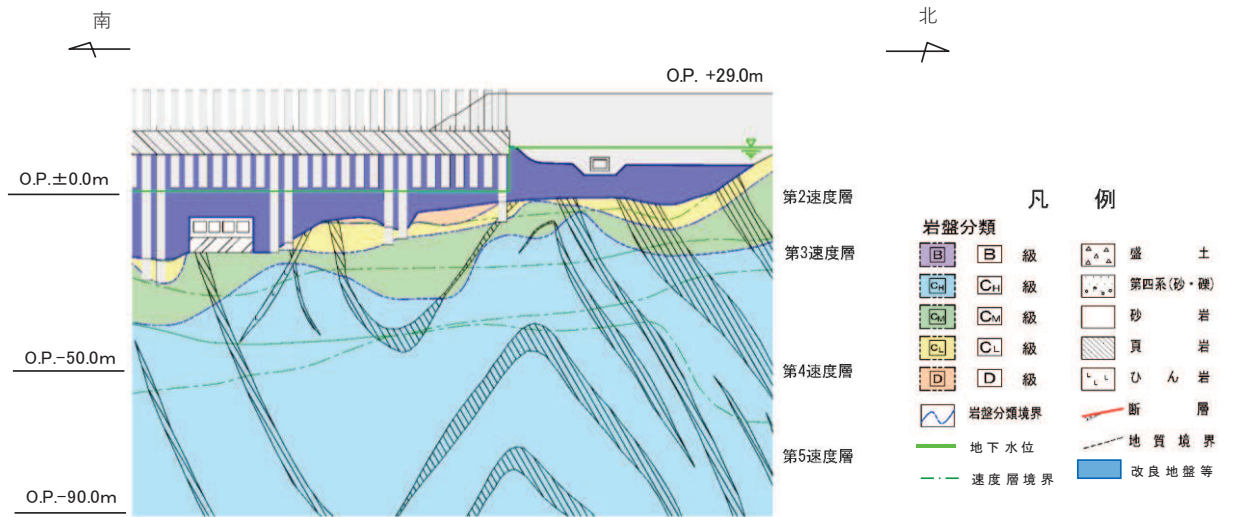 南
北
O.P. +29.0m
O.P.±0.0m
O.P.-50.0m
O.P.-90.0m
第2速度層
第3速度層
第4速度層
第5速度層
凡 例
岩盤分類
B B 級
CH CH 級
CM CM 級
CL CL 級
D D 級
岩盤分類境界
地下水位
速度層境界
盛 土
第四系(砂・礫)
砂 岩
頁 岩
ひ ん 岩
断 層
地 質 境 界
改良地盤等